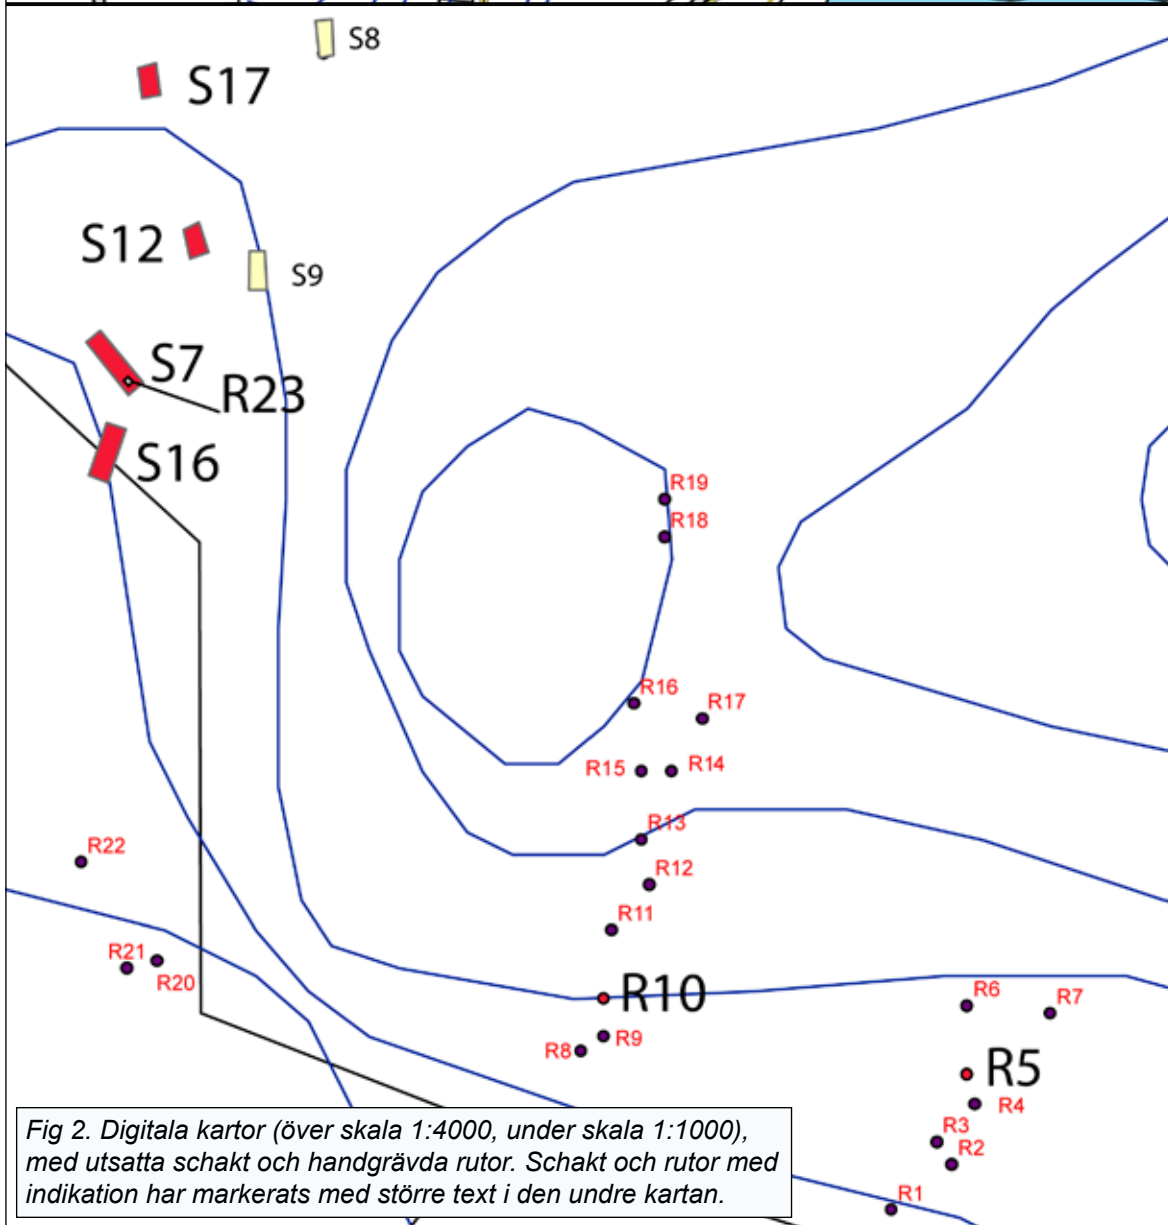 S8
S17
S12
S9
S7
R23
S16
R19
R18
R16
R17
R15
R14
R13
R12
R22
R11
R21
R20
R10
R6
R7
R9
R8
R5
R4
R3
R2
R1
Fig 2. Digitala kartor (över skala 1:4000, under skala 1:1000),
med utsatta schakt och handgrävda rutor. Schakt och rutor med
indikation har markerats med större text i den undre kartan.